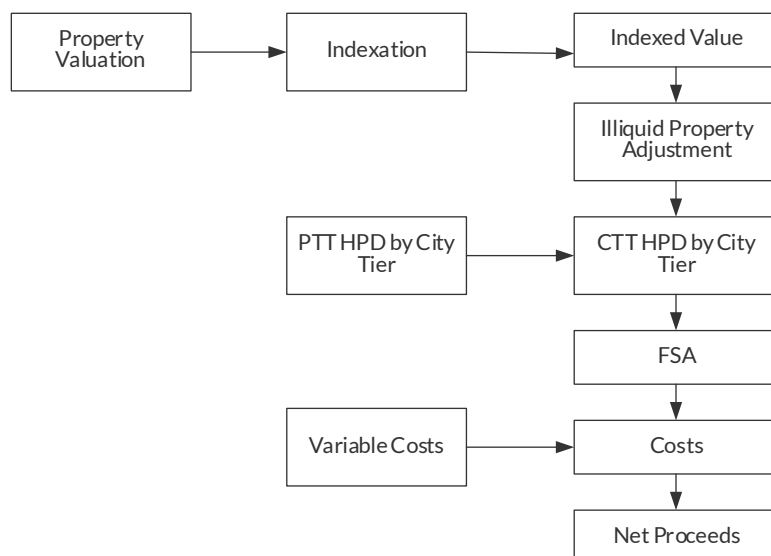 Property
Valuation
Indexation
Indexed Value
Illiquid Property
Adjustment
PTT HPD by City
Tier
CTT HPD by City
Tier
FSA
Variable Costs
Costs
Net Proceeds